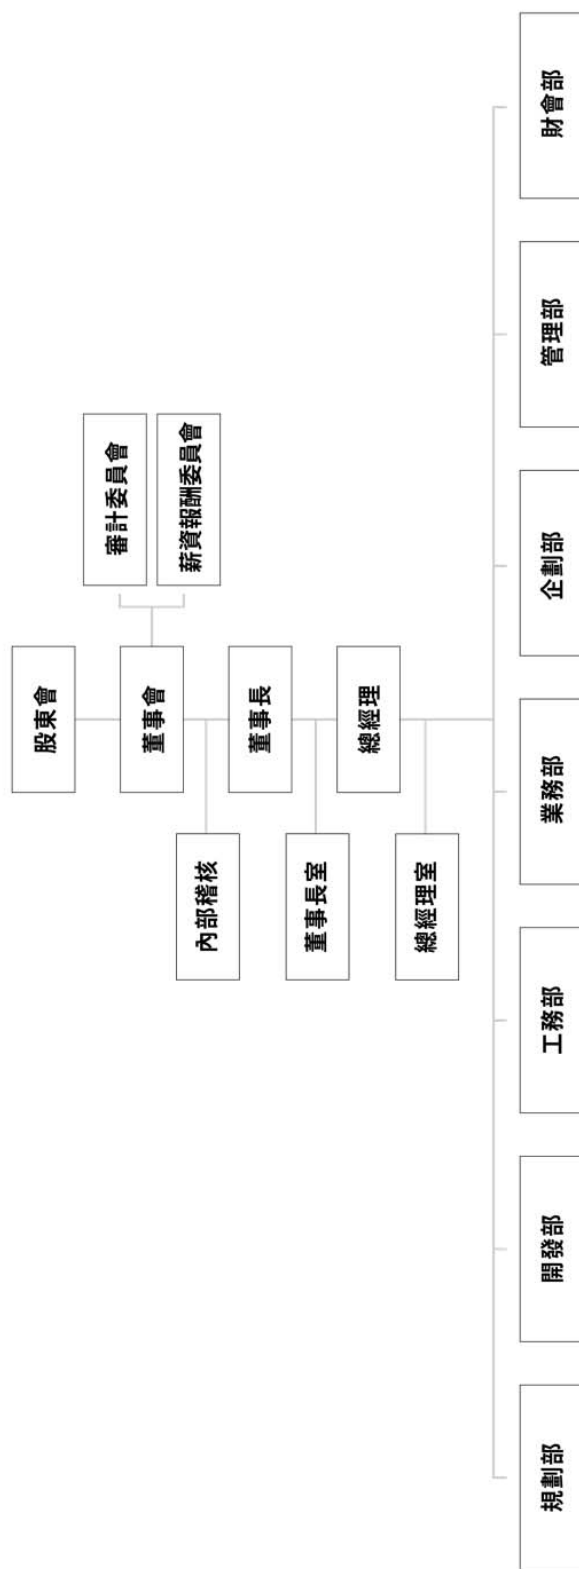 股東會
董事會
審計委員會
薪資報酬委員會
內部稽核
董事長
董事長室
總經理
總經理室
規劃部
開發部
工務部
業務部
企劃部
管理部
財會部